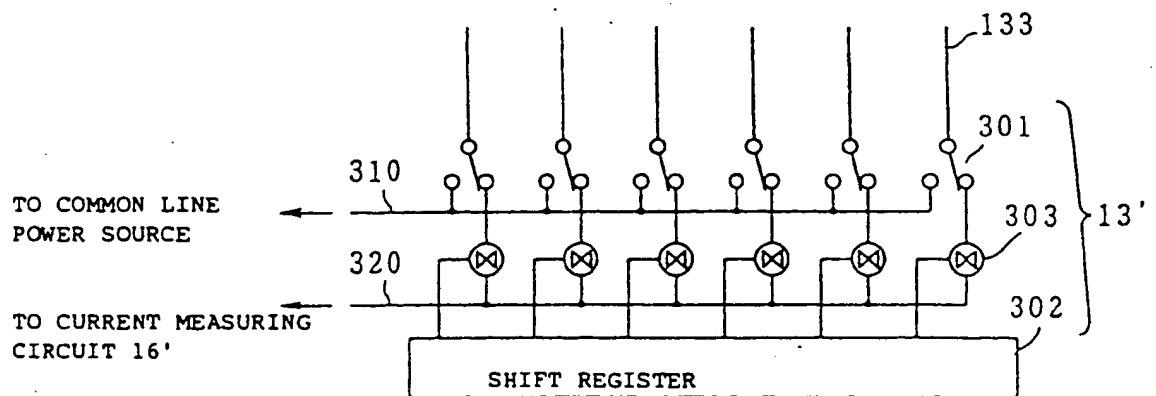 133
301
310
TO COMMON LINE
POWER SOURCE
13'
303
320
TO CURRENT MEASURING
CIRCUIT 16'
302
SHIFT REGISTER